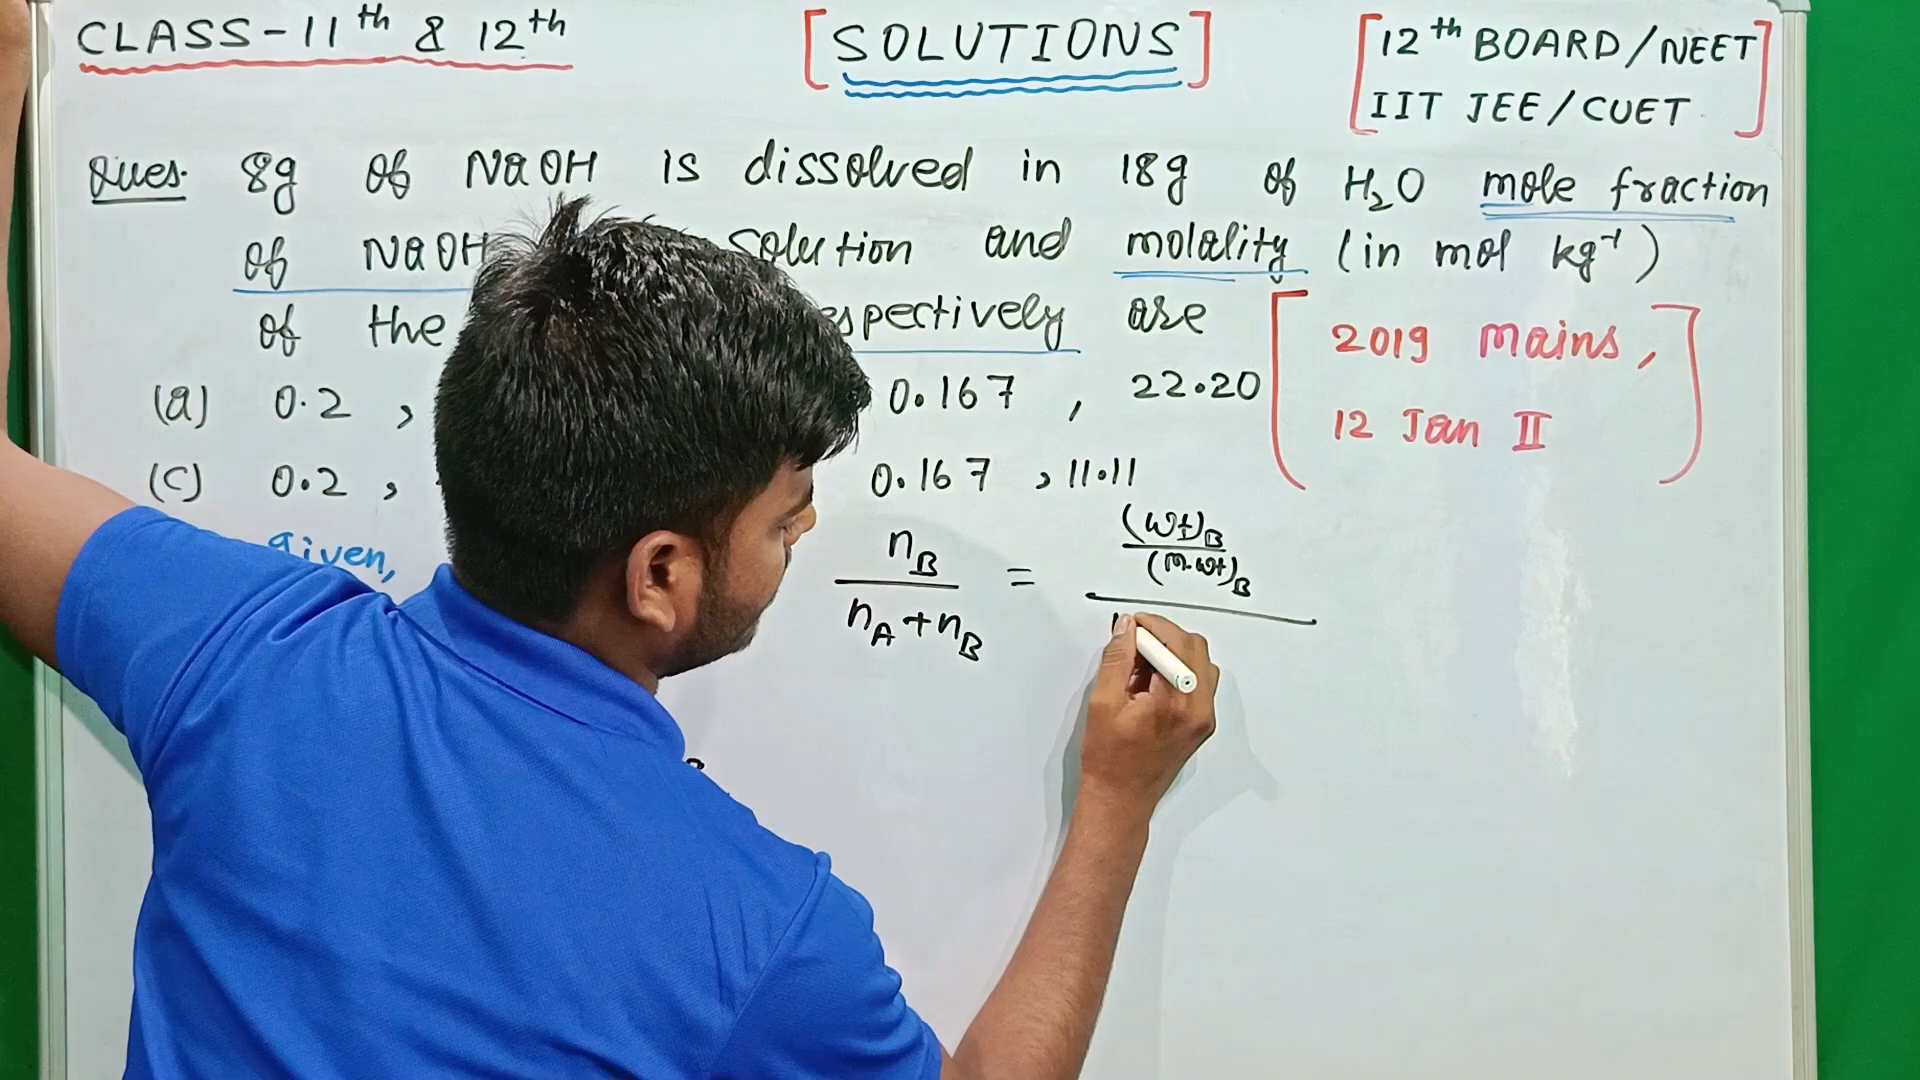 CLASS-11th & 12th
[SOLUTIONS]
[12th BOARD/NEET
IIT JEE/CUET]
Ques. 8g of NaOH is dissolved in 18g of H₂O mole fraction
of NaOH solution and molality (in mol kg⁻¹)
of the respectively are
[2019 Mains,
12 Jan II]
(a) 0.2 , 0.167 , 22.20
(c) 0.2 , 0.167 , 11.11
given,
n_B / (n_A + n_B) = (wt)_B / (m.wt)_B